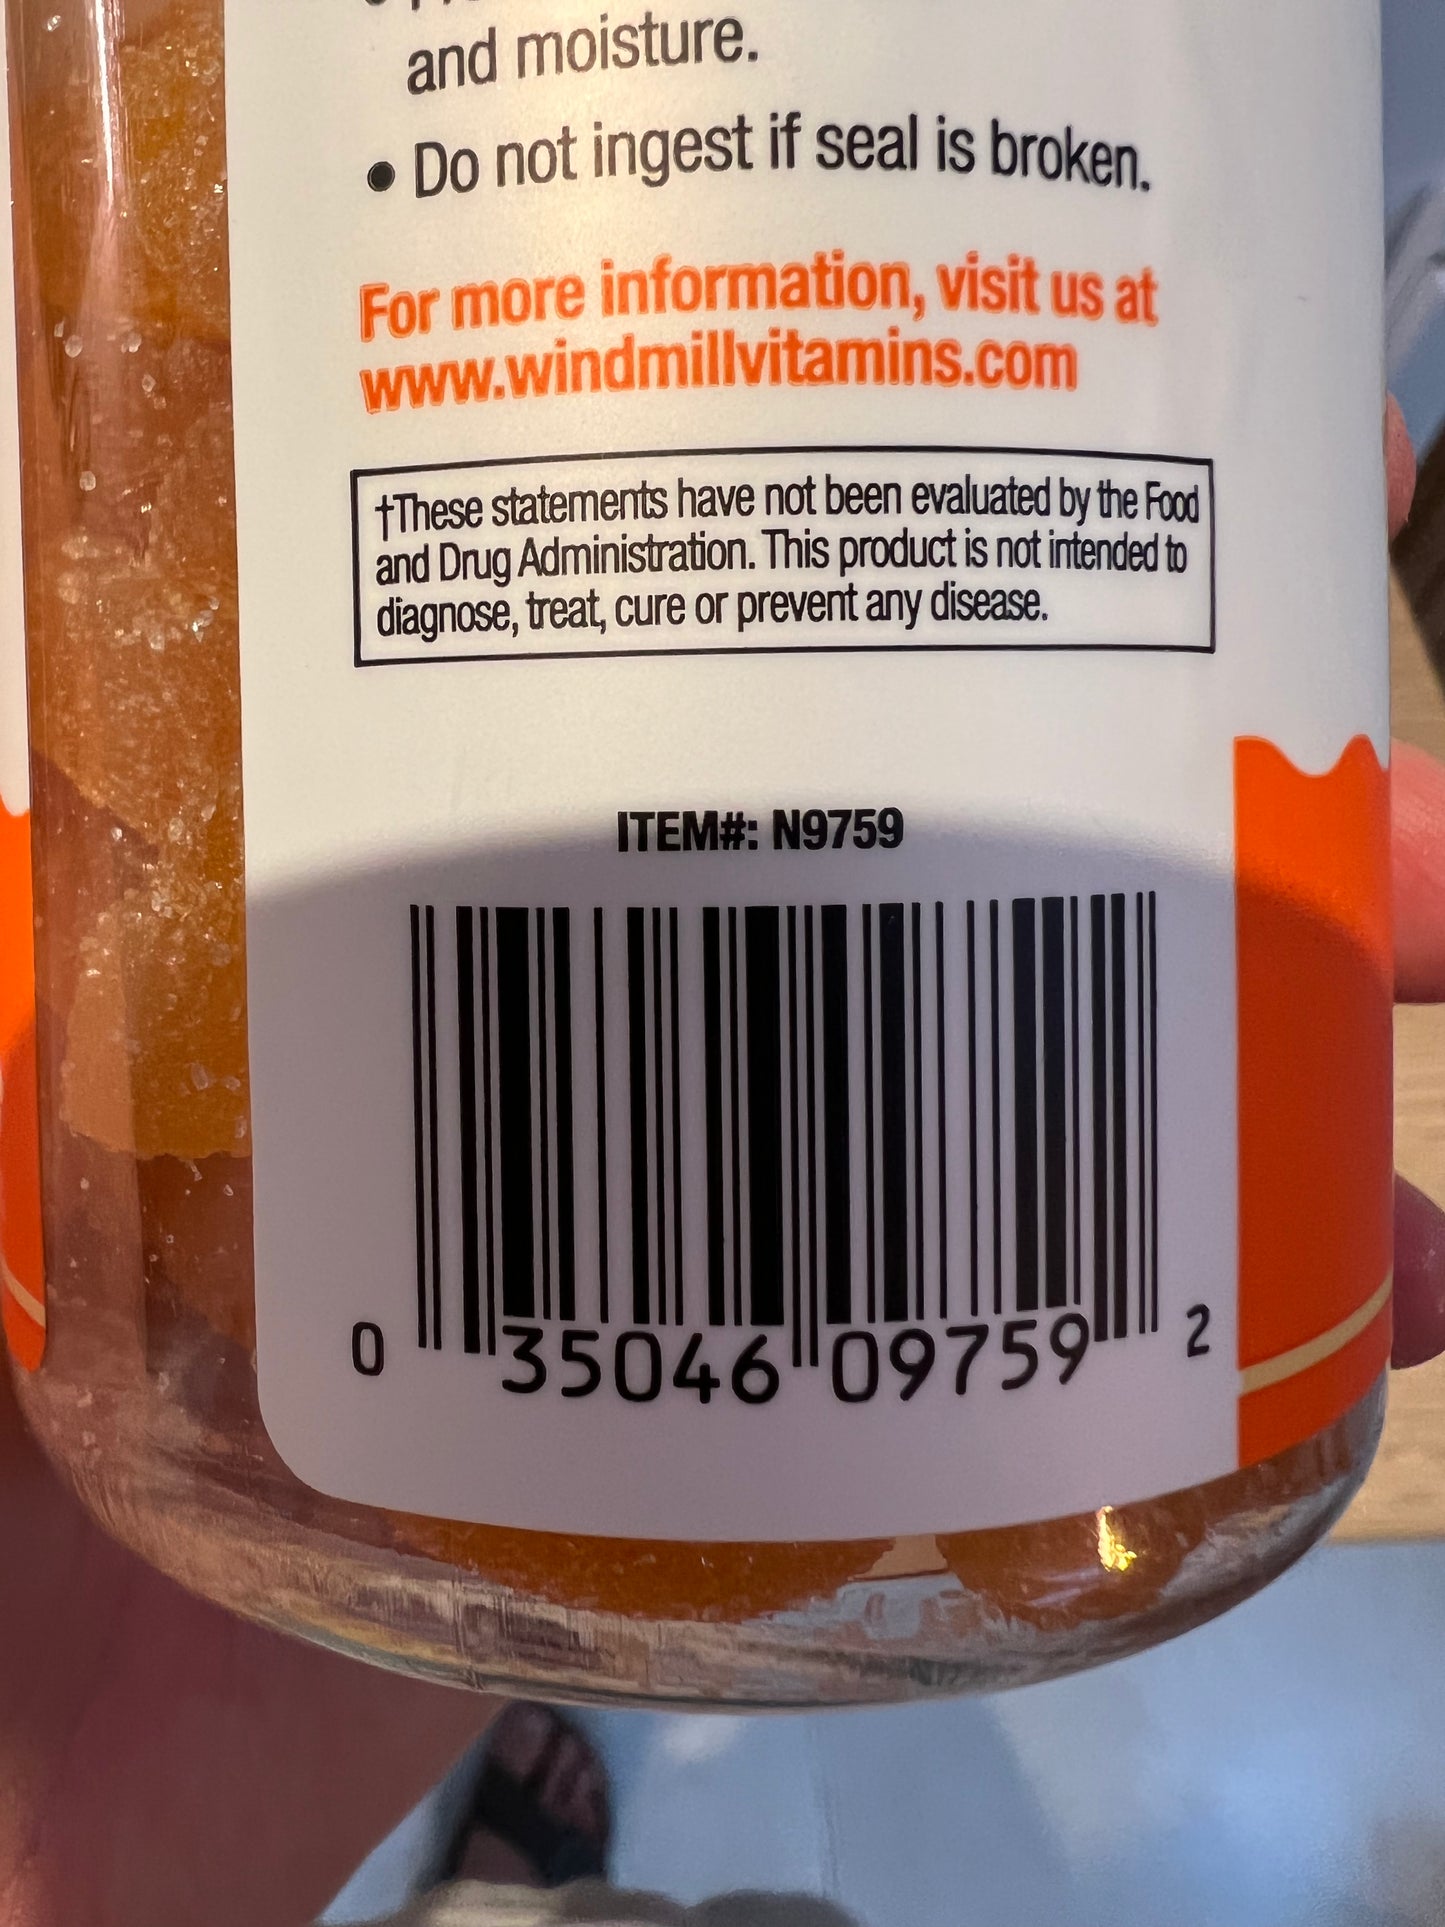 and moisture.
• Do not ingest if seal is broken.
For more information, visit us at
www.windmillvitamins.com
†These statements have not been evaluated by the Food
and Drug Administration. This product is not intended to
diagnose, treat, cure or prevent any disease.
ITEM#: N9759
0 35046 09759 2